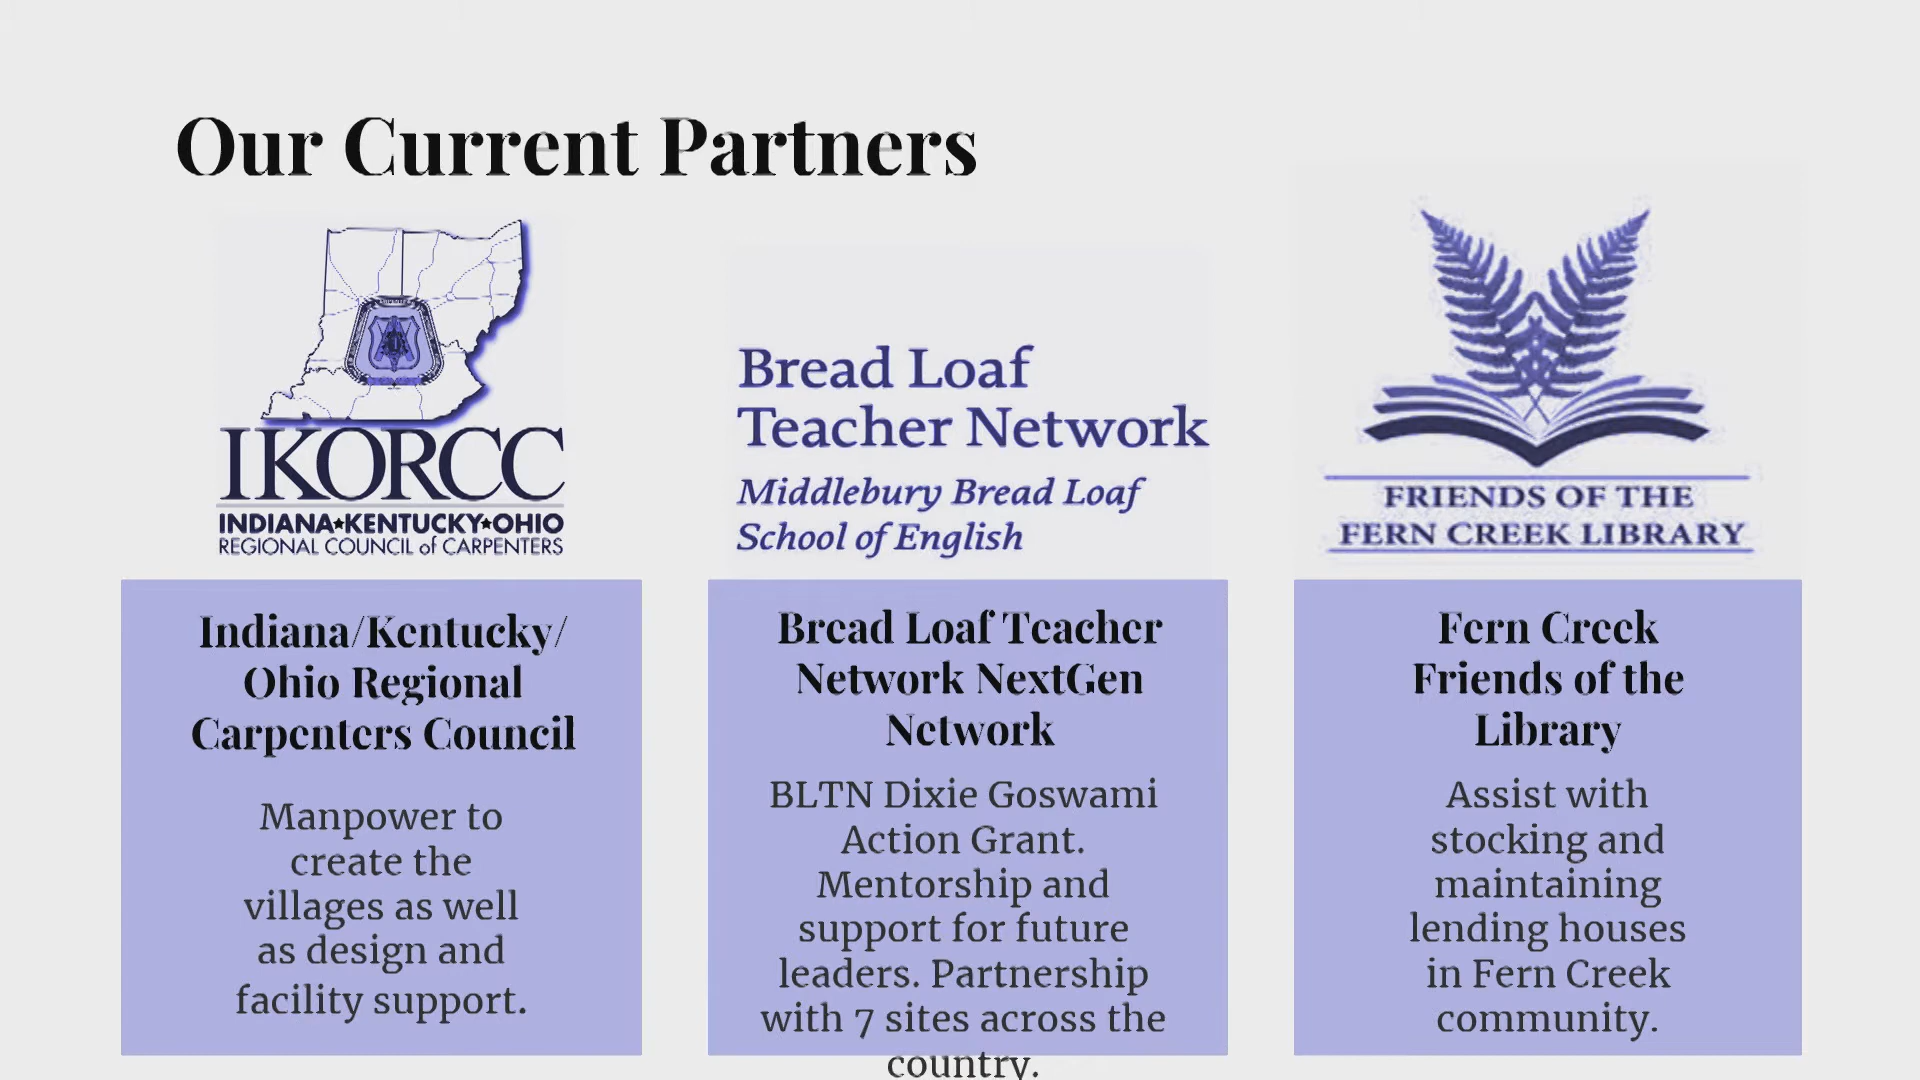 Our Current Partners
IKORCC
INDIANA★KENTUCKY★OHIO
REGIONAL COUNCIL of CARPENTERS
Bread Loaf
Teacher Network
Middlebury Bread Loaf
School of English
FRIENDS OF THE
FERN CREEK LIBRARY
Indiana/Kentucky/
Ohio Regional
Carpenters Council
Manpower to
create the
villages as well
as design and
facility support.
Bread Loaf Teacher
Network NextGen
Network
BLTN Dixie Goswami
Action Grant.
Mentorship and
support for future
leaders. Partnership
with 7 sites across the
country.
Fern Creek
Friends of the
Library
Assist with
stocking and
maintaining
lending houses
in Fern Creek
community.